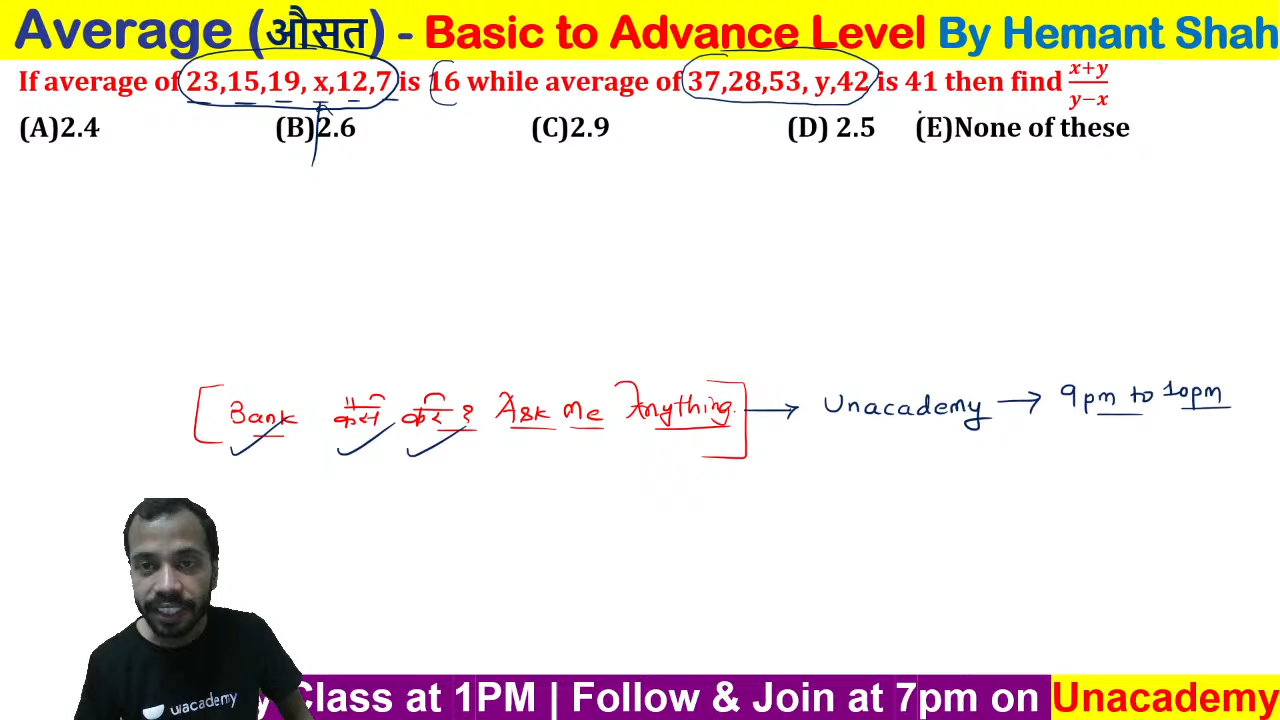 Average (औसत) - Basic to Advance Level By Hemant Shah
If average of 23,15,19, x,12,7 is 16 while average of 37,28,53, y,42 is 41 then find x+y/y−x
(A)2.4 (B)2.6 (C)2.9 (D) 2.5 (E)None of these
Bank कैसे करें ? Ask Me Anything. → Unacademy → 9pm to 10pm
unacademy
y Class at 1PM | Follow & Join at 7pm on Unacademy